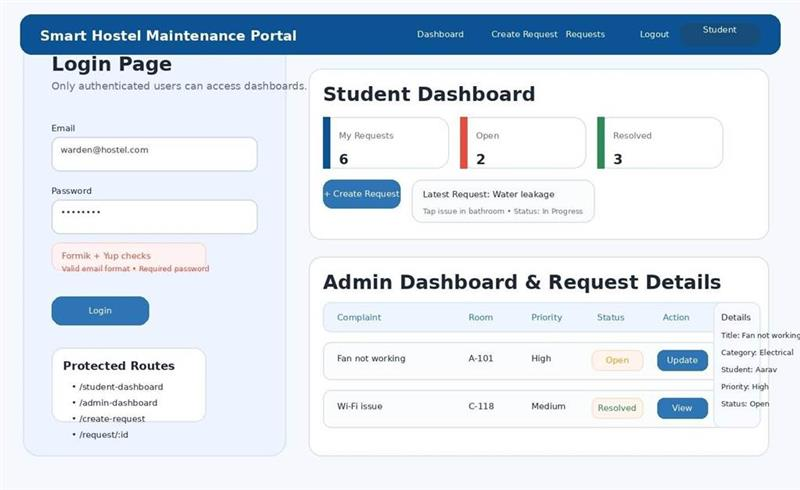 Smart Hostel Maintenance Portal
Dashboard Create Request Requests Logout Student
Login Page
Only authenticated users can access dashboards.
Email
warden@hostel.com
Password
••••••••
Formik + Yup checks
Valid email format • Required password
Login
Protected Routes
• /student-dashboard
• /admin-dashboard
• /create-request
• /request/:id
Student Dashboard
My Requests
6
Open
2
Resolved
3
+ Create Request
Latest Request: Water leakage
Tap issue in bathroom • Status: In Progress
Admin Dashboard & Request Details
Complaint Room Priority Status Action
Fan not working A-101 High Open Update
Wi-Fi issue C-118 Medium Resolved View
Details
Title: Fan not working
Category: Electrical
Student: Aarav
Priority: High
Status: Open